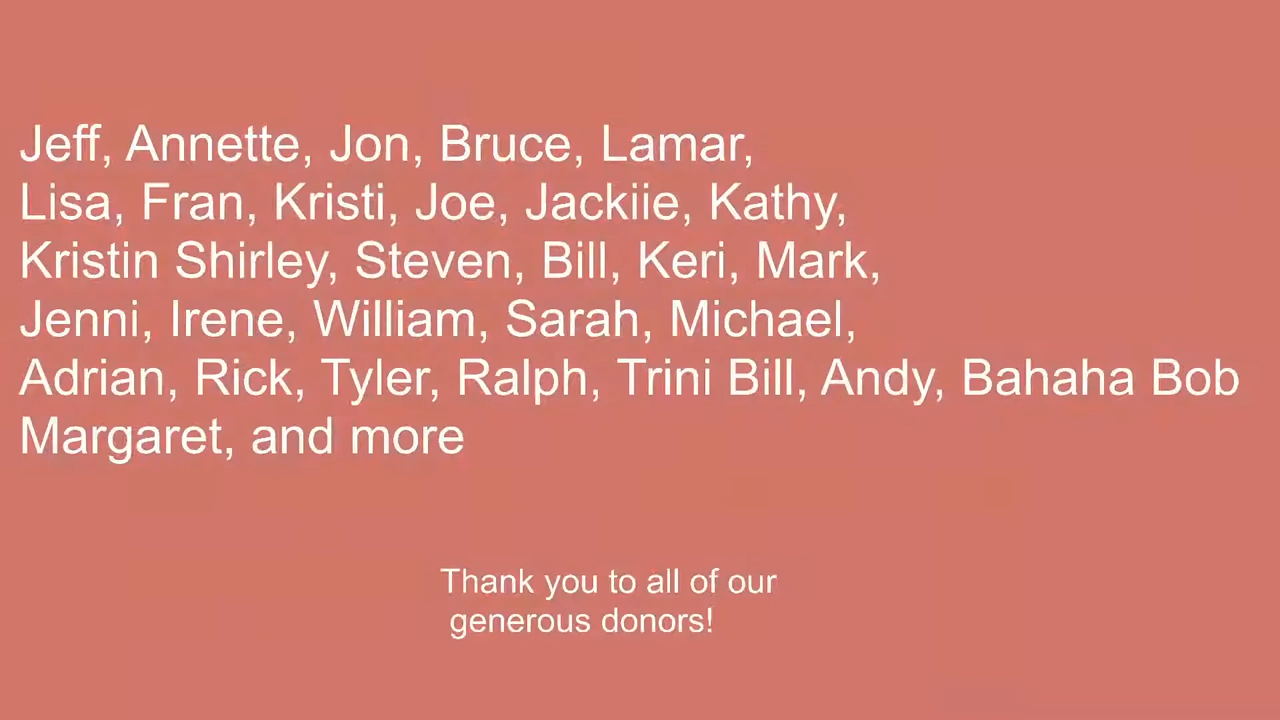 Jeff, Annette, Jon, Bruce, Lamar,
Lisa, Fran, Kristi, Joe, Jackiie, Kathy,
Kristin Shirley, Steven, Bill, Keri, Mark,
Jenni, Irene, William, Sarah, Michael,
Adrian, Rick, Tyler, Ralph, Trini Bill, Andy, Bahaha Bob
Margaret, and more
Thank you to all of our
generous donors!